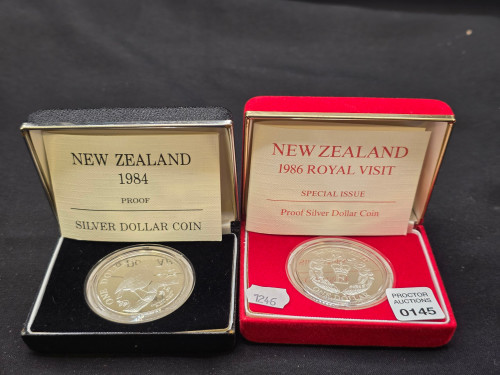 NEW ZEALAND
1984
PROOF
SILVER DOLLAR COIN
NEW ZEALAND
1986 ROYAL VISIT
SPECIAL ISSUE
Proof Silver Dollar Coin
1246
PROCTOR
AUCTIONS
0145